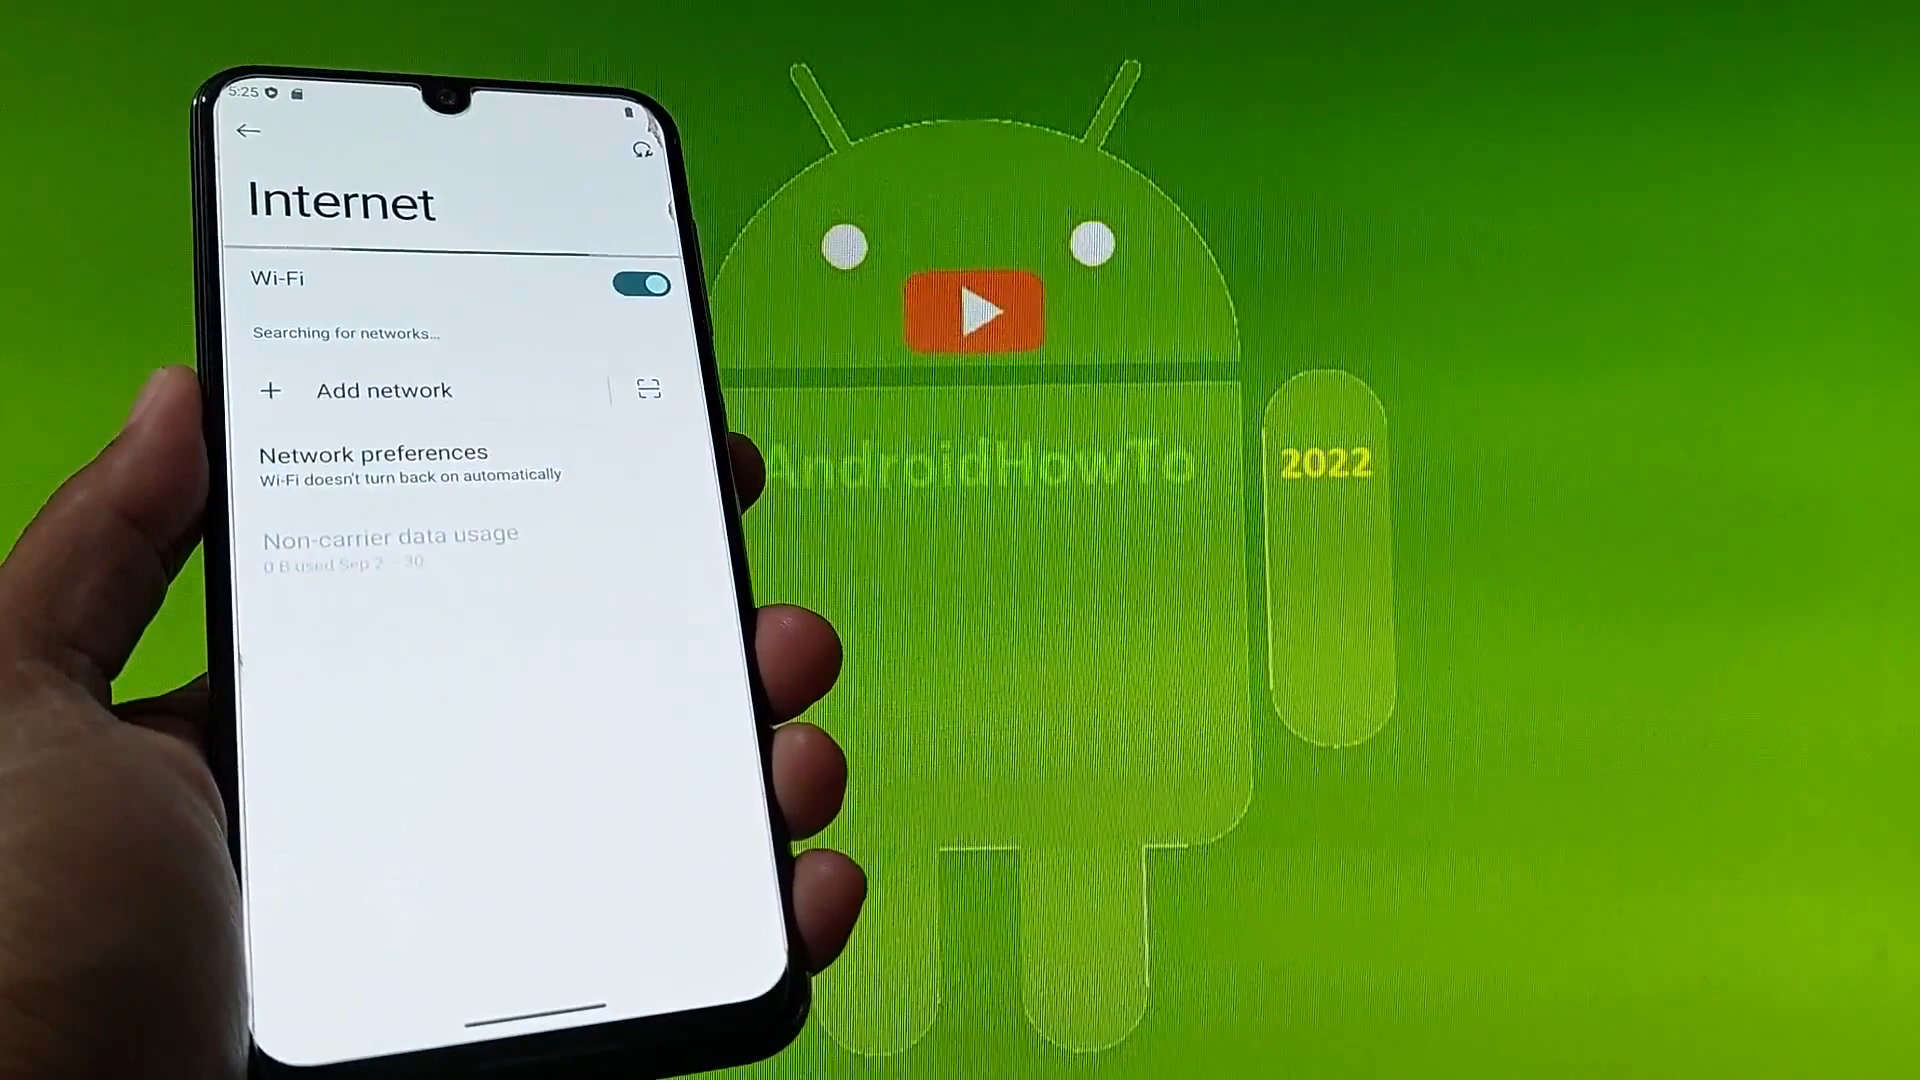 5:25
Internet
Wi-Fi
Searching for networks...
Add network
Network preferences
Wi-Fi doesn't turn back on automatically
Non-carrier data usage
0 B used Sep 2 – 30
AndroidHowTo
2022